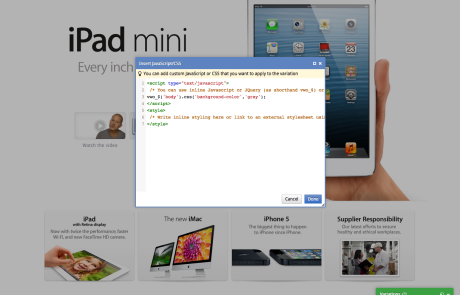 iPad mini
Every inch
Insert JavaScript/CSS
You can add custom JavaScript or CSS that you want to apply to the variation
1 <script type="text/javascript">
2 /* You can use inline Javascript or jQuery (as shorthand vwo_$) or
3 vwo_$('body').css('background-color','gray');
4 </script>
5 <style>
6 /* Write inline styling here or link to an external stylesheet usin
7 </style>
Watch the video
Cancel
Done
iPad
with Retina display
Now with twice the performance, faster
Wi-Fi, and new FaceTime HD camera.
The new iMac
iPhone 5
The biggest thing to happen
to iPhone since iPhone.
Supplier Responsibility
Our latest efforts to ensure
healthy and ethical workplaces.
Variations